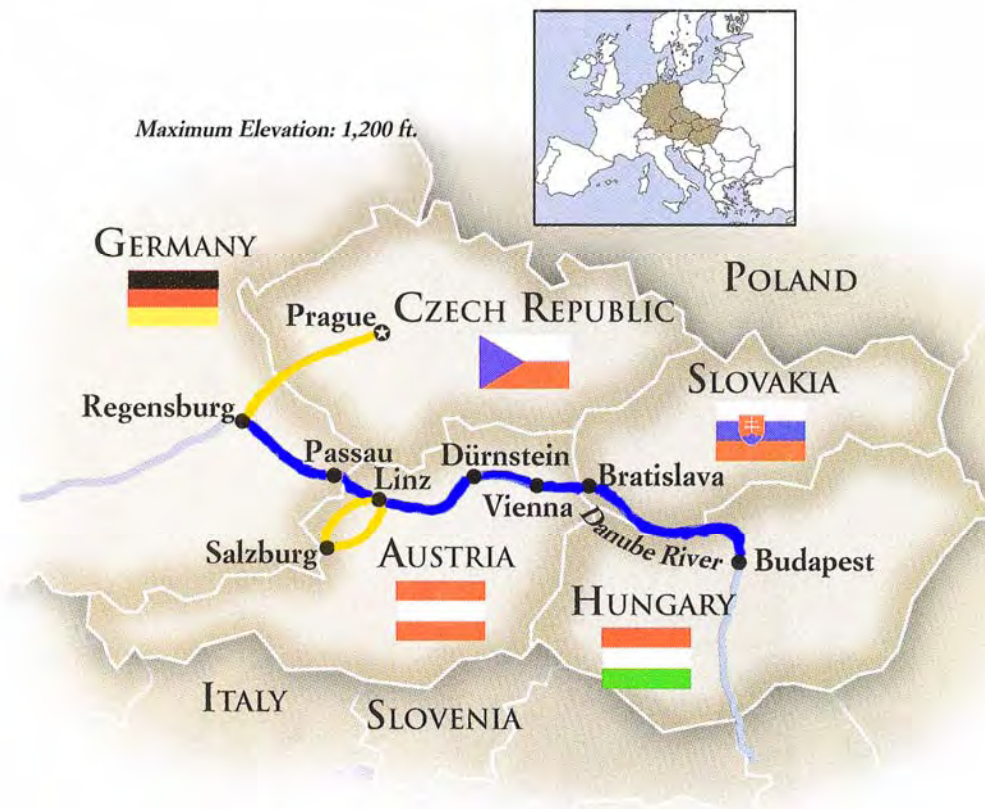 Maximum Elevation: 1,200 ft.
GERMANY
POLAND
Prague
CZECH REPUBLIC
SLOVAKIA
Regensburg
Passau
Linz
Dürnstein
Vienna
Bratislava
Danube River
Salzburg
AUSTRIA
Budapest
HUNGARY
ITALY
SLOVENIA